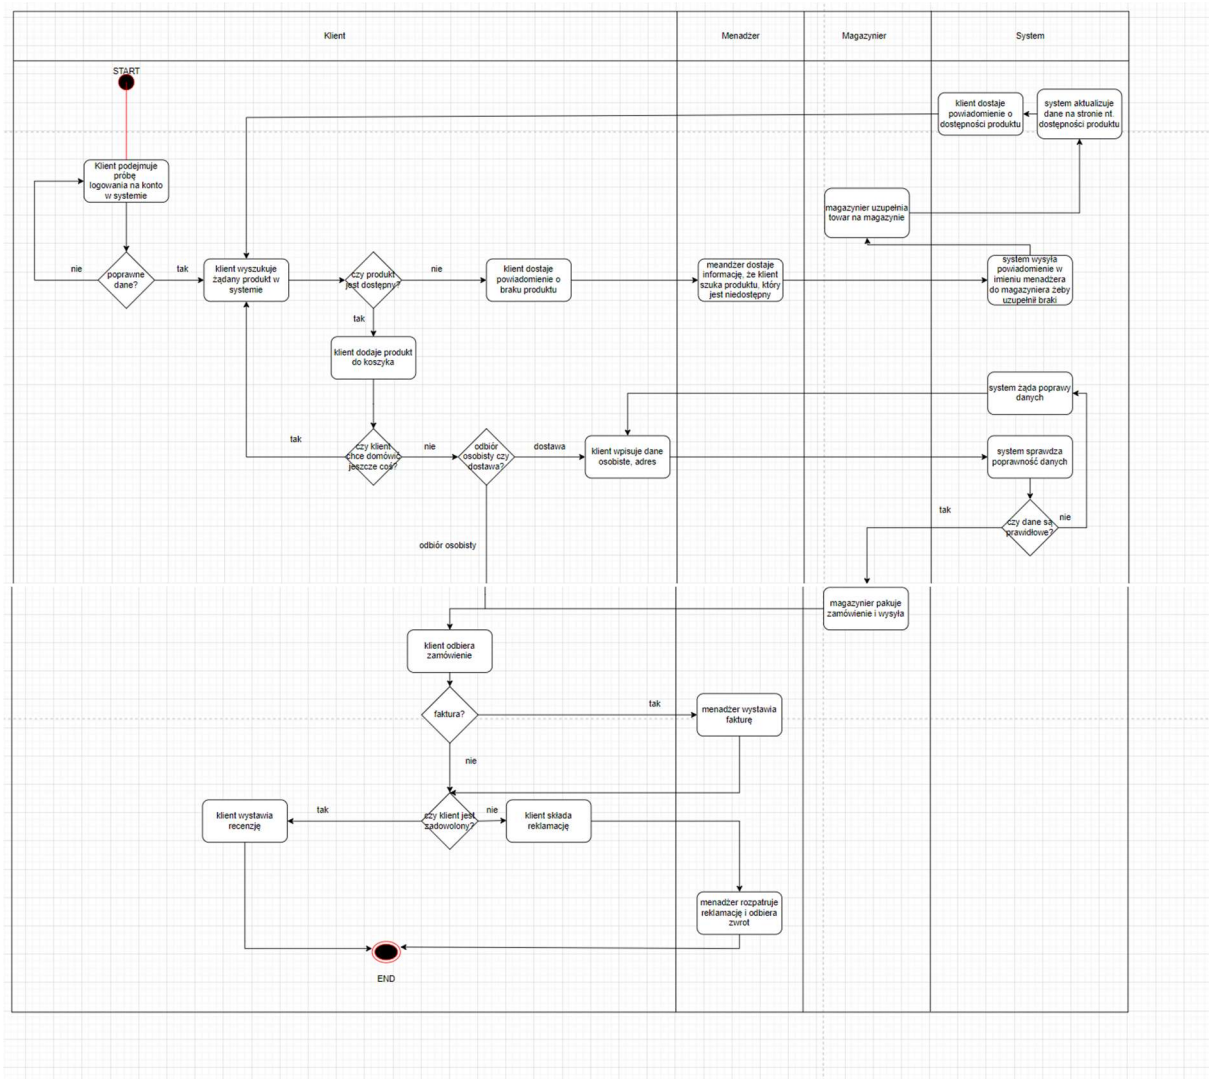 Klient
Menadżer
Magazynier
System
START
klient dostaje
powiadomienie o
dostępności produktu
system aktualizuje
dane na stronie nt.
dostępności produktu
Klient podejmuje
próbę
logowania na konto
w systemie
magazynier uzupełnia
towar na magazynie
nie
poprawne
dane?
tak
klient wyszukuje
żądany produkt w
systemie
czy produkt
jest dostępny?
nie
klient dostaje
powiadomienie o
braku produktu
meandżer dostaje
informację, że klient
szuka produktu, który
jest niedostępny
system wysyła
powiadomienie w
imieniu menadżera
do magazyniera żeby
uzupełnił braki
tak
klient dodaje produkt
do koszyka
system żąda poprawy
danych
tak
czy klient
chce domówić
jeszcze coś?
nie
odbiór
osobisty czy
dostawa?
dostawa
klient wpisuje dane
osobiste, adres
system sprawdza
poprawność danych
tak
czy dane są
prawidłowe?
nie
odbiór osobisty
magazynier pakuje
zamówienie i wysyła
klient odbiera
zamówienie
faktura?
tak
menadżer wystawia
fakturę
nie
klient wystawia
recenzję
tak
czy klient jest
zadowolony?
nie
klient składa
reklamację
menadżer rozpatruje
reklamację i odbiera
zwrot
END